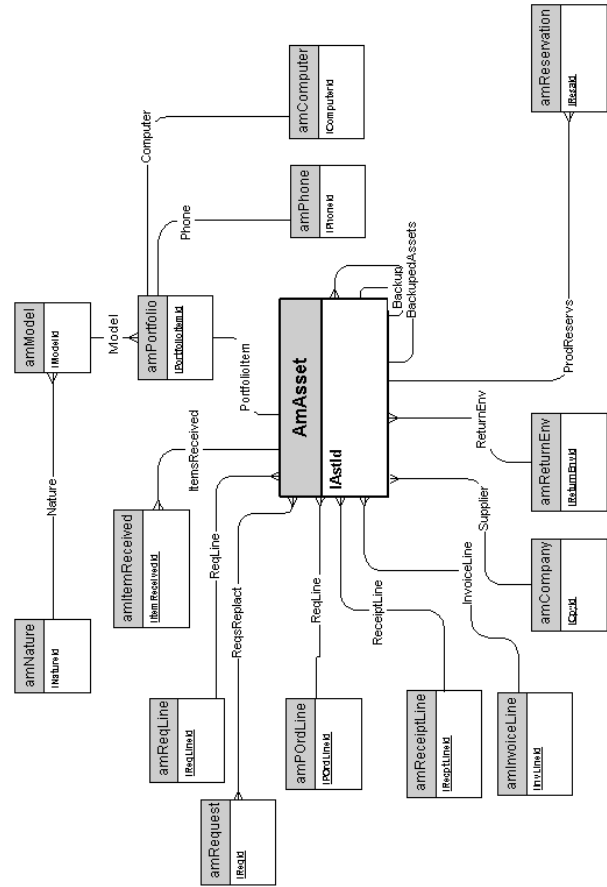 amNature
lNatureId
Nature
amModel
lModelId
Model
amPortfolio
lPortfolioItemId
Computer
amComputer
lComputerId
Phone
amPhone
lPhoneId
PortfolioItem
amItemReceived
lItemReceivedId
ItemsReceived
amReqLine
lReqLineId
ReqLine
amRequest
lReqId
ReqsReplact
AmAsset
lAstId
Backup
BackupedAssets
amPOrdLine
lPOrdLineId
ReqLine
amReceiptLine
lRecptLineId
ReceiptLine
amInvoiceLine
lInvLineId
InvoiceLine
amCompany
lCpyId
Supplier
amReturnEnv
lReturnEnvId
ReturnEnv
ProdReservs
amReservation
lResaId